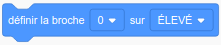 définir la broche 0 sur ÉLEVÉ